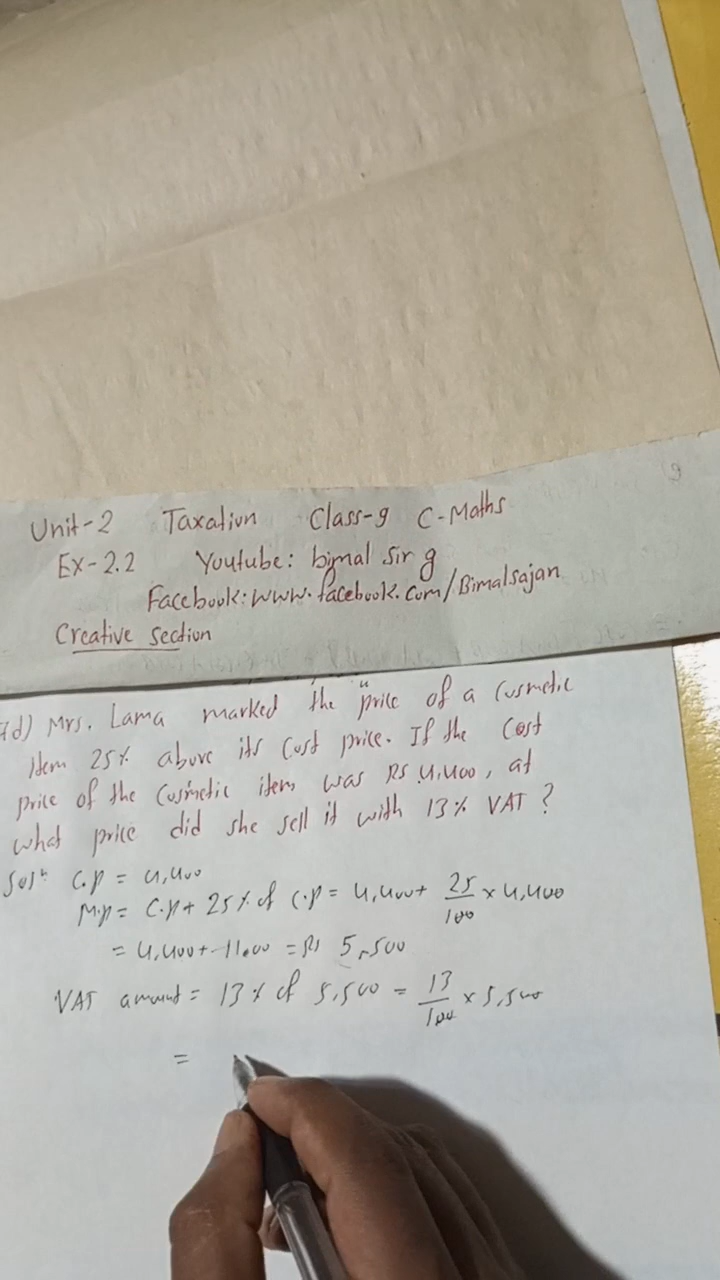 Unit-2 Taxation Class-9 C-Maths
Ex-2.2 Youtube: bimal sir g
Facebook: www.facebook.com/Bimalsajan
Creative section
7d) Mrs. Lama marked the price of a cosmetic
item 25% above its cost price. If the cost
price of the cosmetic item was Rs 4,400, at
what price did she sell it with 13% VAT?
Solⁿ C.P = 4,400
M.P = C.P + 25% of C.P = 4,400 + 25/100 × 4,400
= 4,400 + 1100 = Rs 5,500
VAT amount = 13% of 5,500 = 13/100 × 5,500
=